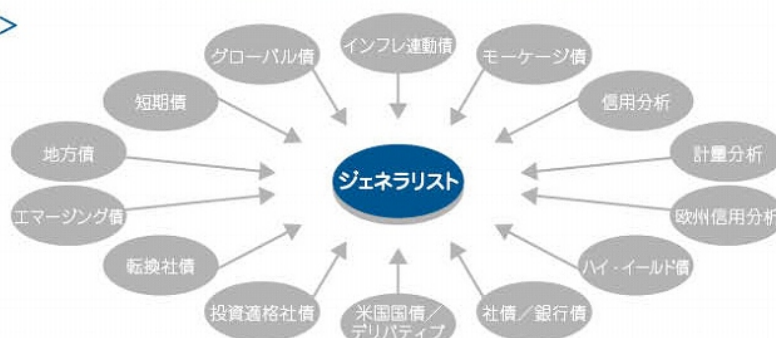 >
インフレ連動債
グローバル債
モーケージ債
短期債
信用分析
地方債
計量分析
ジェネラリスト
エマージング債
欧州信用分析
転換社債
ハイ・イールド債
投資適格社債
米国国債／
デリバティブ
社債／銀行債